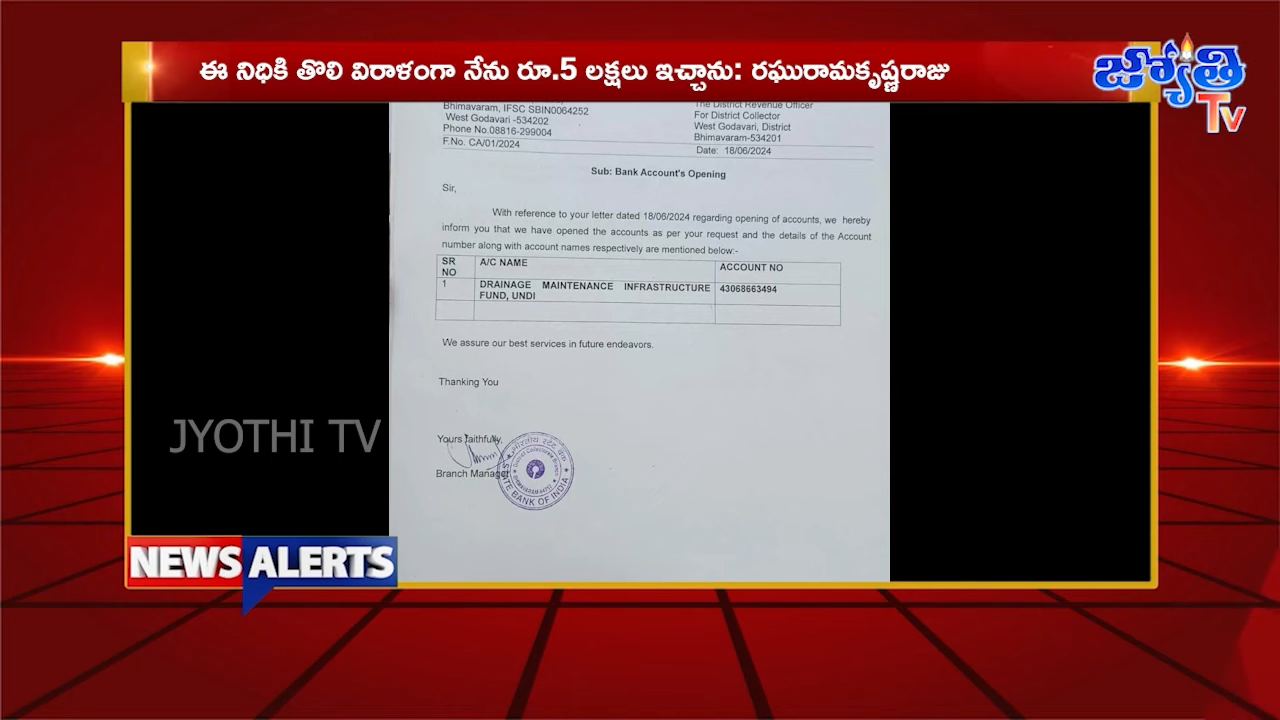 ఈ నిధికి తొలి విరాళంగా నేను రూ.5 లక్షలు ఇచ్చాను: రఘురామకృష్ణరాజు
జ్యోతి
TV
Bhimavaram, IFSC SBIN0064252
West Godavari -534202
Phone No.08816-299004
F.No. CA/01/2024
The District Revenue Officer
For District Collector
West Godavari, District
Bhimavaram-534201
Date: 18/06/2024
Sub: Bank Account's Opening
Sir,
With reference to your letter dated 18/06/2024 regarding opening of accounts, we hereby
inform you that we have opened the accounts as per your request and the details of the Account
number along with account names respectively are mentioned below:-
SR NO A/C NAME ACCOUNT NO
1 DRAINAGE MAINTENANCE INFRASTRUCTURE 43068663494
FUND, UNDI
We assure our best services in future endeavors.
Thanking You
Yours faithfully,
Branch Manager
भारतीय स्टेट बैंक
STATE BANK OF INDIA
JYOTHI TV
NEWS ALERTS